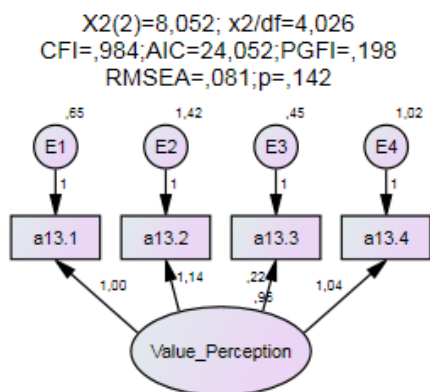 X2(2)=8,052; x2/df=4,026
CFI=,984;AIC=24,052;PGFI=,198
RMSEA=,081;p=,142
,65 1,42 ,45 1,02
E1 E2 E3 E4
1 1 1 1
a13.1 a13.2 a13.3 a13.4
1,00 1,14 ,22 1,04
,96
Value_Perception